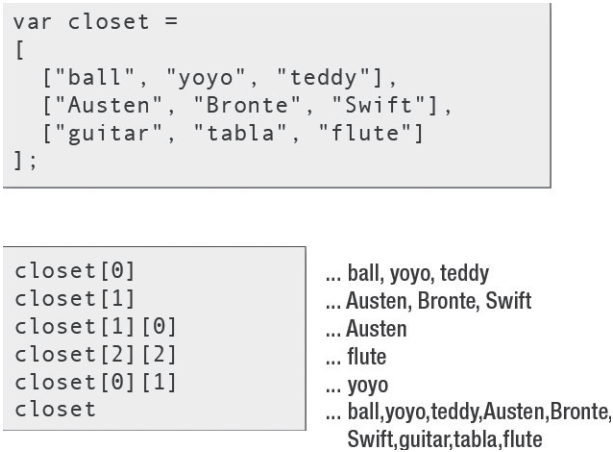 var closet =
[
["ball", "yoyo", "teddy"],
["Austen", "Bronte", "Swift"],
["guitar", "tabla", "flute"]
];
closet[0] ... ball, yoyo, teddy
closet[1] ... Austen, Bronte, Swift
closet[1][0] ... Austen
closet[2][2] ... flute
closet[0][1] ... yoyo
closet ... ball,yoyo,teddy,Austen,Bronte,
Swift,guitar,tabla,flute